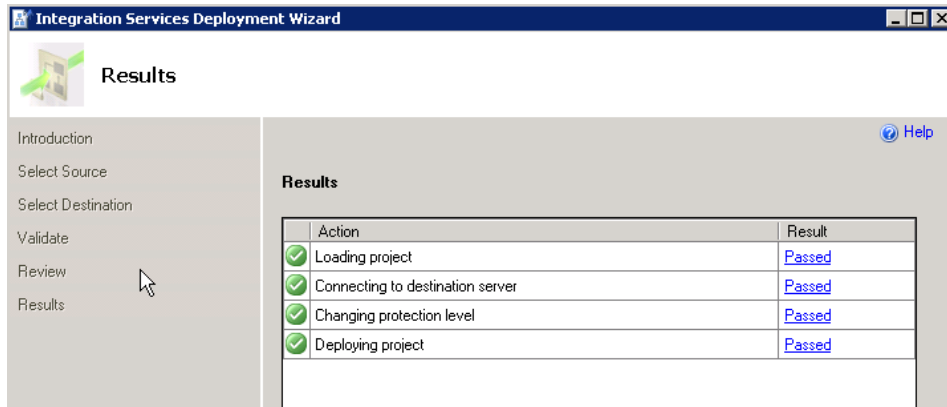 Integration Services Deployment Wizard
Results
Help
Introduction
Select Source
Select Destination
Validate
Review
Results
Results
Action Result
Loading project Passed
Connecting to destination server Passed
Changing protection level Passed
Deploying project Passed